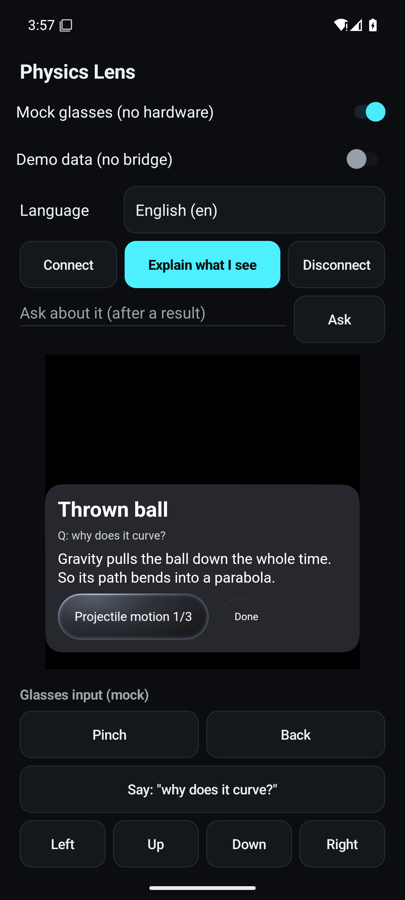 3:57
Physics Lens
Mock glasses (no hardware)
Demo data (no bridge)
Language
English (en)
Connect
Explain what I see
Disconnect
Ask about it (after a result)
Ask
Thrown ball
Q: why does it curve?
Gravity pulls the ball down the whole time.
So its path bends into a parabola.
Projectile motion 1/3
Done
Glasses input (mock)
Pinch
Back
Say: "why does it curve?"
Left
Up
Down
Right